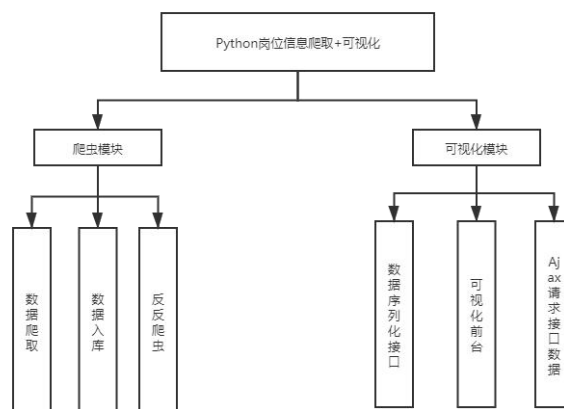 Python岗位信息爬取+可视化
爬虫模块
可视化模块
数据爬取
数据入库
反反爬虫
数据序列化接口
可视化前台
Ajax请求接口数据